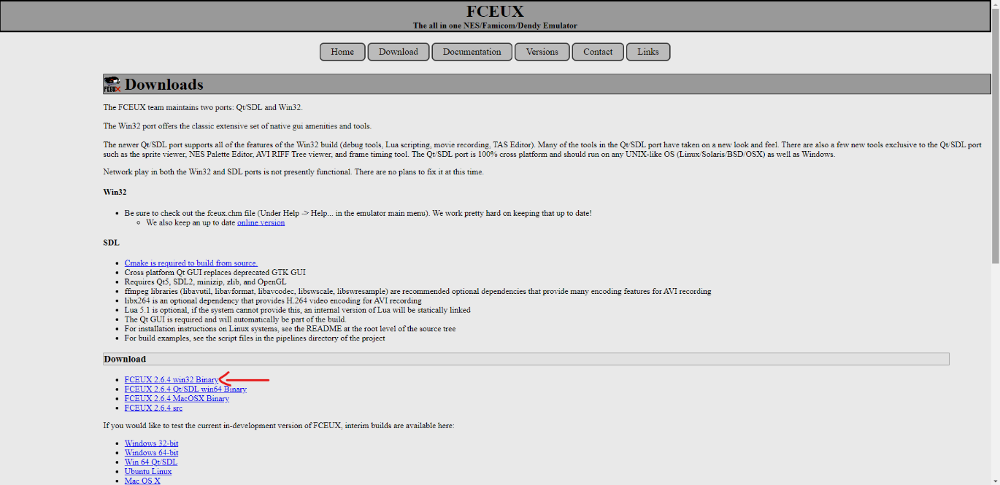 FCEUX
The all in one NES/Famicom/Dendy Emulator
Home
Download
Documentation
Versions
Contact
Links
FCEUX
Downloads
The FCEUX team maintains two ports: Qt/SDL and Win32.
The Win32 port offers the classic extensive set of native gui amenities and tools.
The newer Qt/SDL port supports all of the features of the Win32 build (debug tools, Lua scripting, movie recording, TAS Editor). Many of the tools in the Qt/SDL port have taken on a new look and feel. There are also a few new tools exclusive to the Qt/SDL port
such as the sprite viewer, NES Palette Editor, AVI RIFF Tree viewer, and frame timing tool. The Qt/SDL port is 100% cross platform and should run on any UNIX-like OS (Linux/Solaris/BSD/OSX) as well as Windows.
Network play in both the Win32 and SDL ports is not presently functional. There are no plans to fix it at this time.
Win32
Be sure to check out the fceux.chm file (Under Help -> Help... in the emulator main menu). We work pretty hard on keeping that up to date!
We also keep an up to date online version
SDL
Cmake is required to build from source.
Cross platform Qt GUI replaces deprecated GTK GUI
Requires Qt5, SDL2, minizip, zlib, and OpenGL
ffmpeg libraries (libavutil, libavformat, libavcodec, libswscale, libswresample) are recommended optional dependencies that provide many encoding features for AVI recording
libx264 is an optional dependency that provides H.264 video encoding for AVI recording
Lua 5.1 is optional, if the system cannot provide this, an internal version of Lua will be statically linked
The Qt GUI is required and will automatically be part of the build.
For installation instructions on Linux systems, see the README at the root level of the source tree
For build examples, see the script files in the pipelines directory of the project
Download
FCEUX 2.6.4 win32 Binary
FCEUX 2.6.4 Qt/SDL win64 Binary
FCEUX 2.6.4 MacOSX Binary
FCEUX 2.6.4 src
If you would like to test the current in-development version of FCEUX, interim builds are available here:
Windows 32-bit
Windows 64-bit
Win 64 Qt/SDL
Ubuntu Linux
Mac OS X